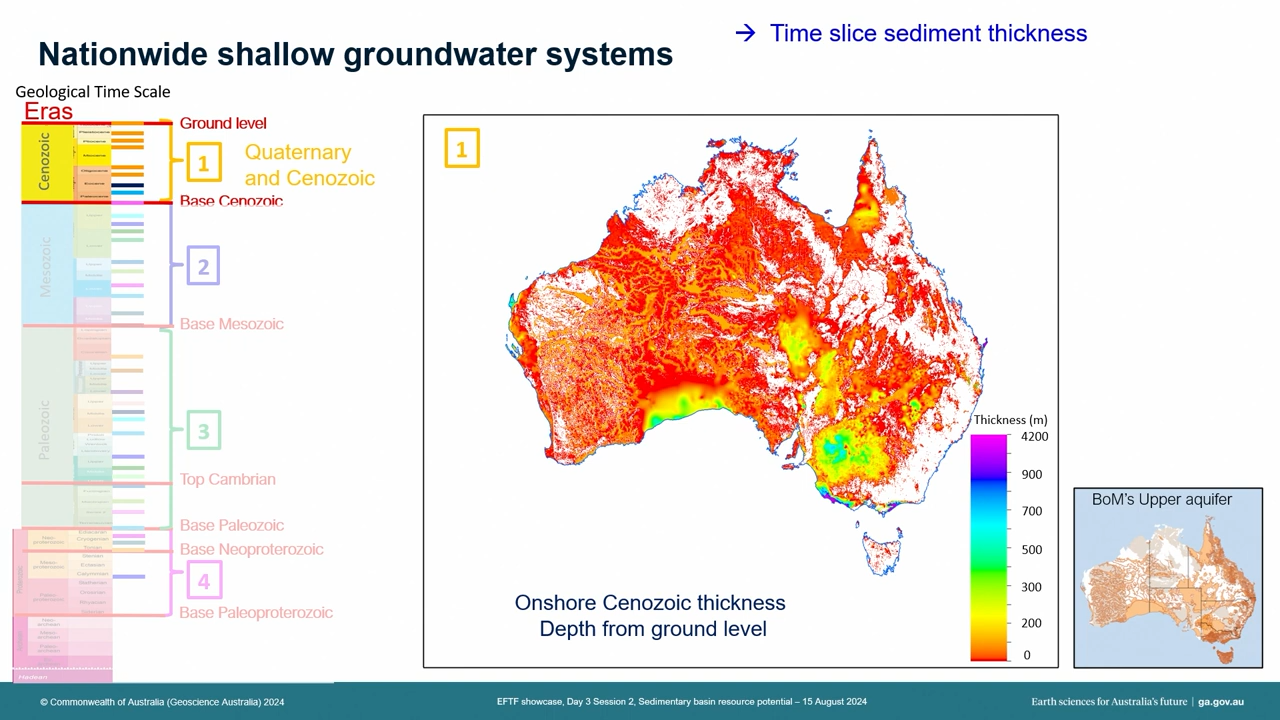 → Time slice sediment thickness
Nationwide shallow groundwater systems
Geological Time Scale
Eras
Ground level
Cenozoic
1
Quaternary
and Cenozoic
Base Cenozoic
Mesozoic
2
Base Mesozoic
Paleozoic
3
Top Cambrian
Base Paleozoic
Base Neoproterozoic
4
Base Paleoproterozoic
Hadean
1
Thickness (m)
4200
900
700
500
300
200
0
Onshore Cenozoic thickness
Depth from ground level
BoM's Upper aquifer
© Commonwealth of Australia (Geoscience Australia) 2024
EFTF showcase, Day 3 Session 2, Sedimentary basin resource potential – 15 August 2024
Earth sciences for Australia's future | ga.gov.au